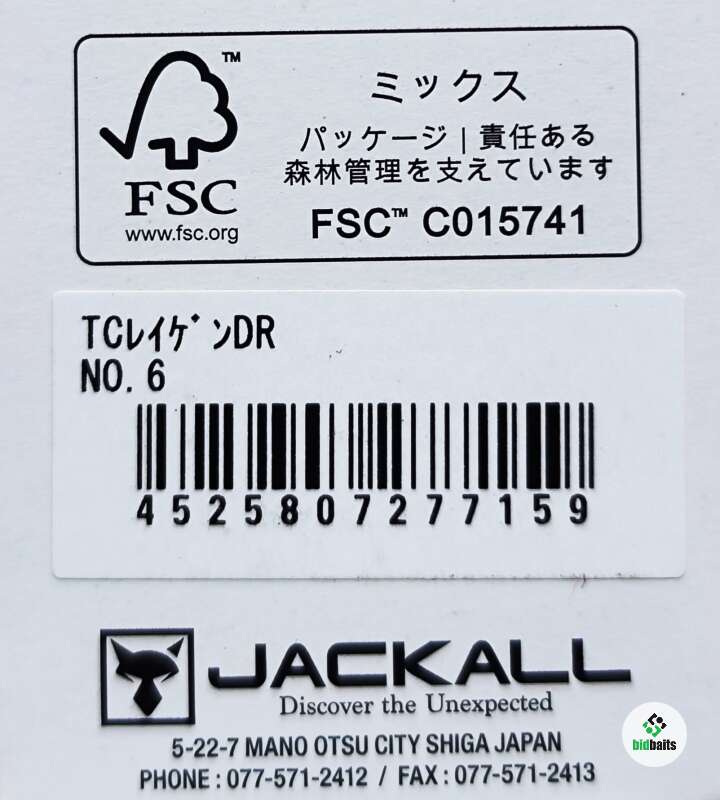 TM
ミックス
パッケージ | 責任ある
森林管理を支えています
FSC
www.fsc.org
FSC™ C015741
TCﾚｲｹﾞﾝDR
NO. 6
4525807277159
JACKALL
Discover the Unexpected
5-22-7 MANO OTSU CITY SHIGA JAPAN
PHONE : 077-571-2412 / FAX : 077-571-2413
bidbaits